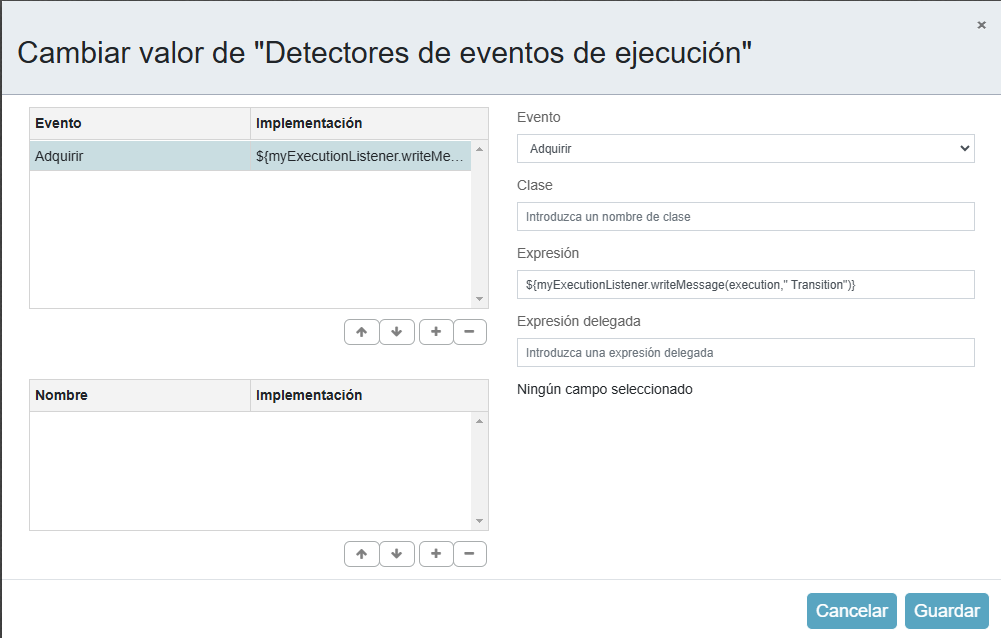 ×
Cambiar valor de "Detectores de eventos de ejecución"
Evento Implementación
Adquirir ${myExecutionListener.writeMe...
Nombre Implementación
Evento
Adquirir
Clase
Introduzca un nombre de clase
Expresión
${myExecutionListener.writeMessage(execution," Transition")}
Expresión delegada
Introduzca una expresión delegada
Ningún campo seleccionado
Cancelar Guardar